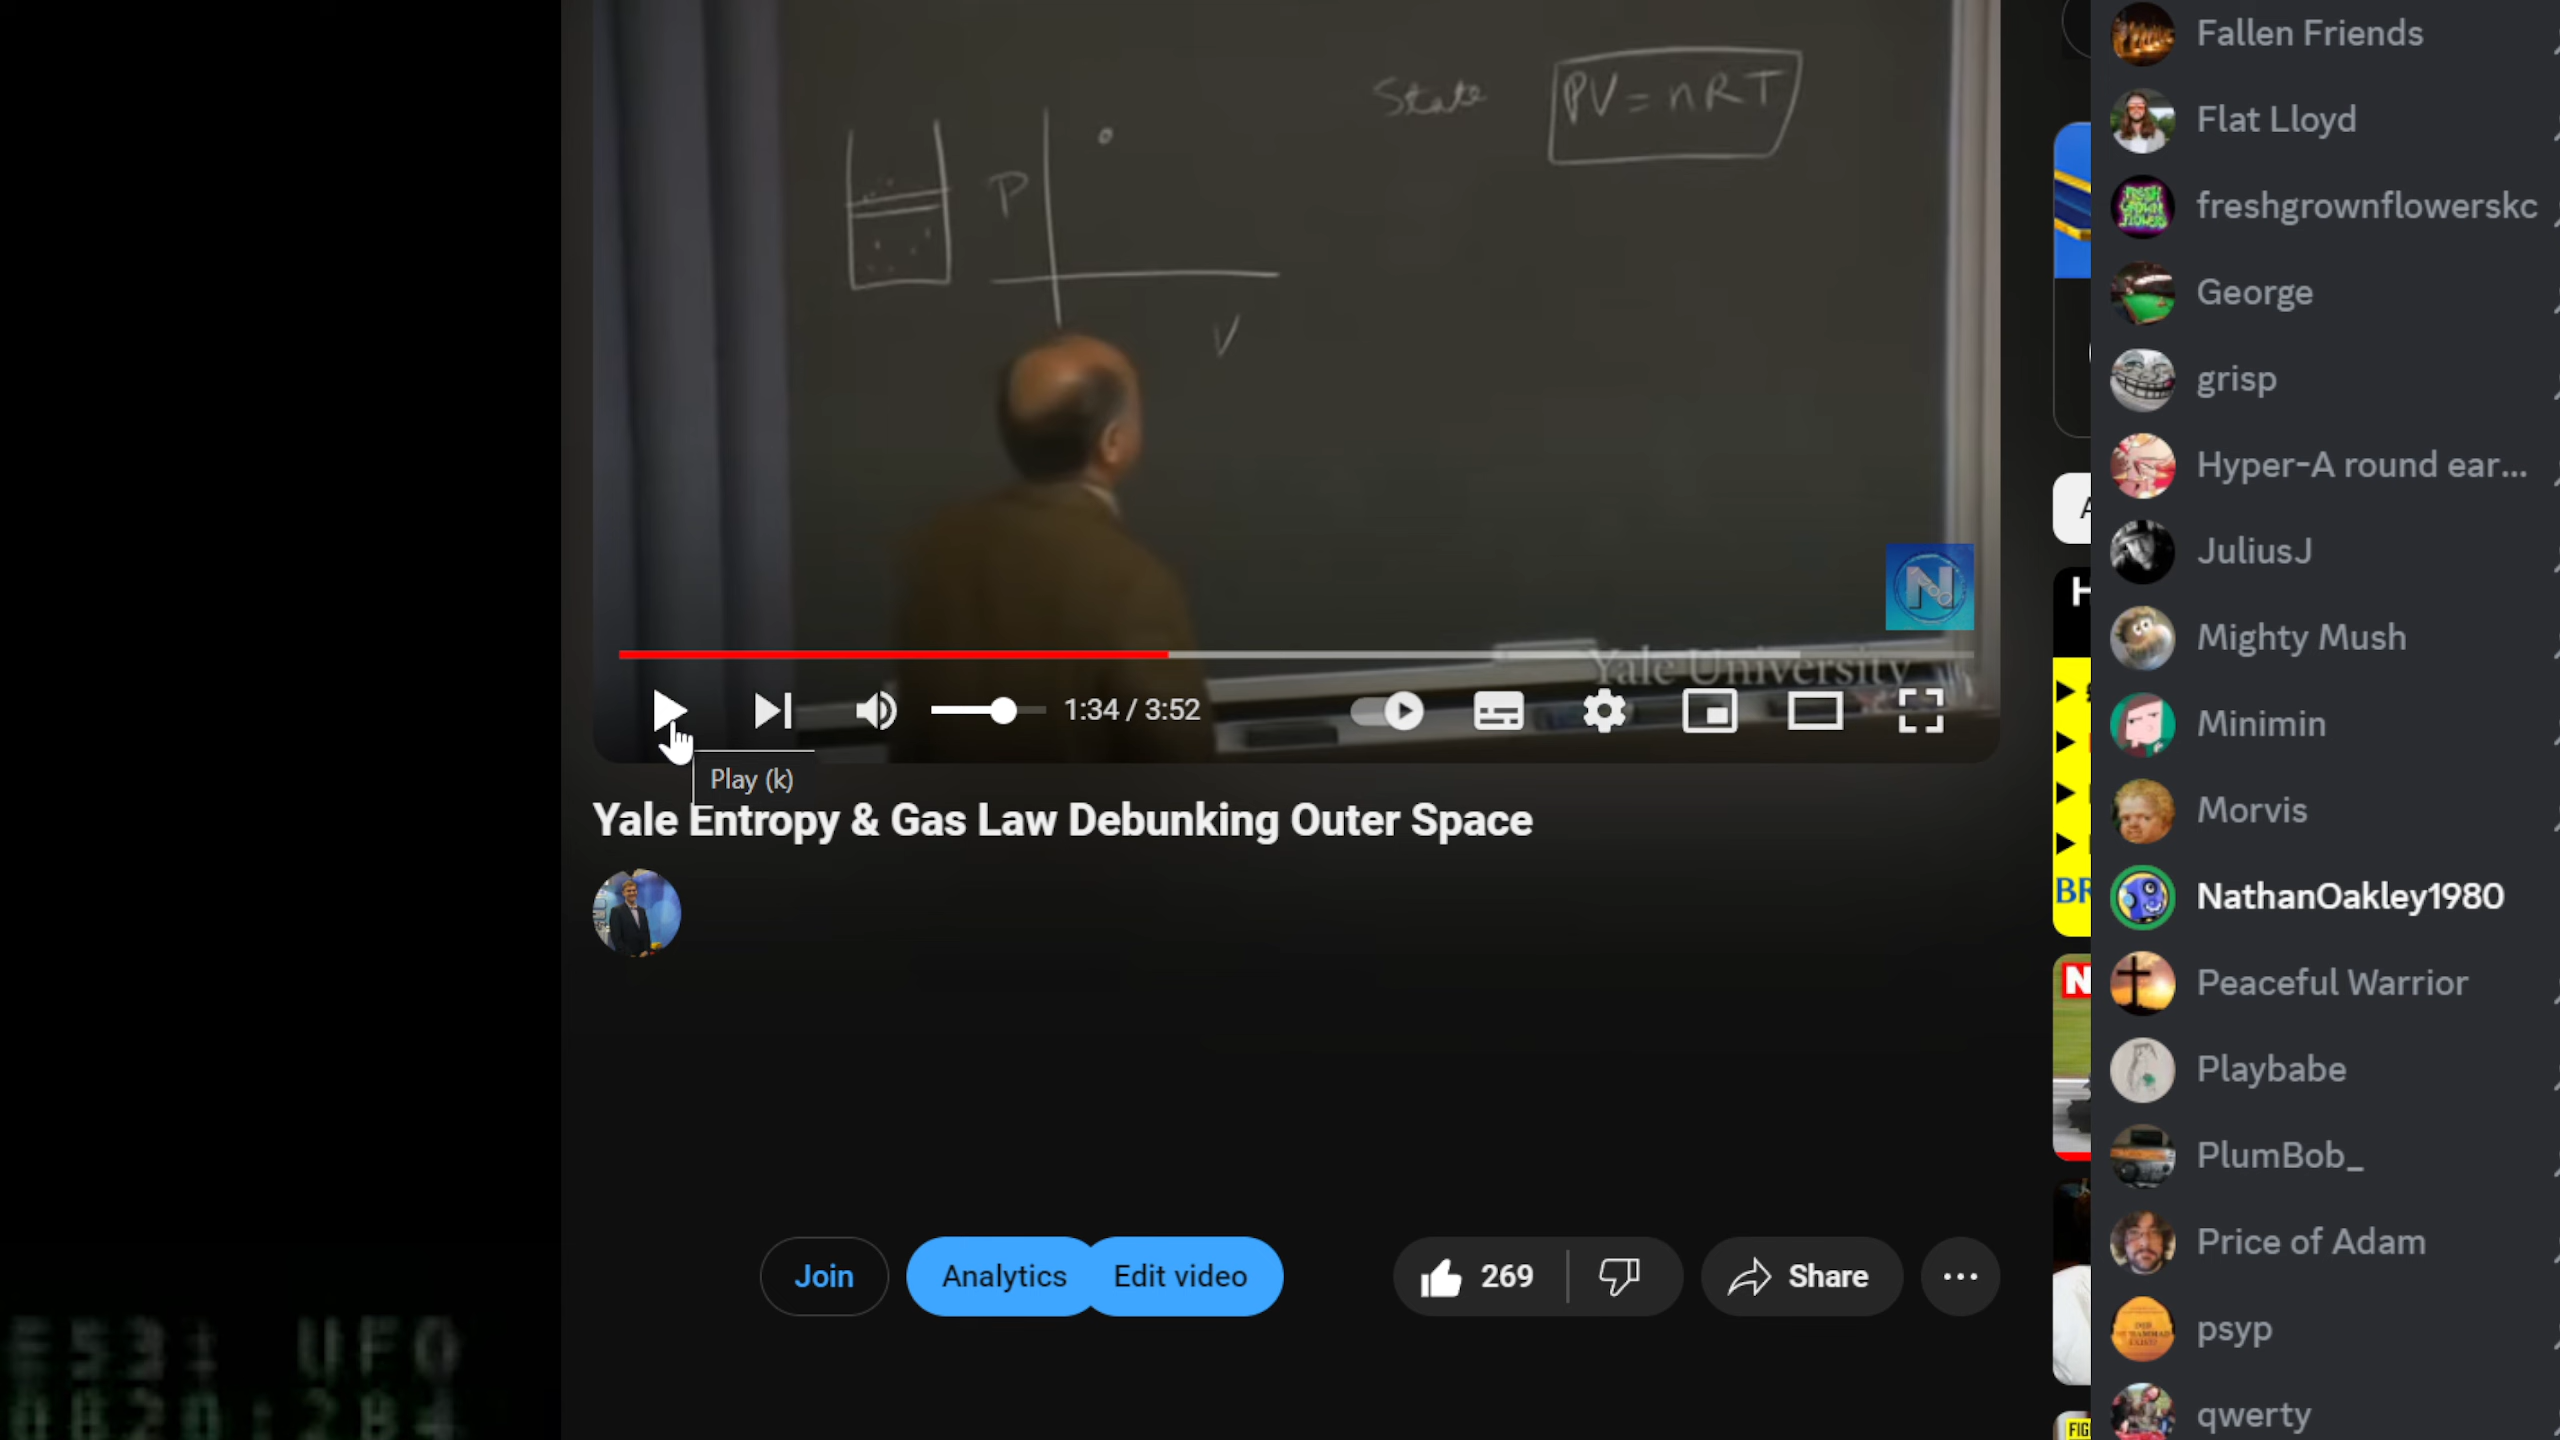 State PV = nRT
P
V
N
Yale University
1:34 / 3:52
Play (k)
Yale Entropy & Gas Law Debunking Outer Space
Join
Analytics
Edit video
269
Share
BR
N
Fallen Friends
Flat Lloyd
freshgrownflowerskc
George
grisp
Hyper-A round ear...
JuliusJ
Mighty Mush
Minimin
Morvis
NathanOakley1980
Peaceful Warrior
Playbabe
PlumBob_
Price of Adam
psyp
qwerty
UFO